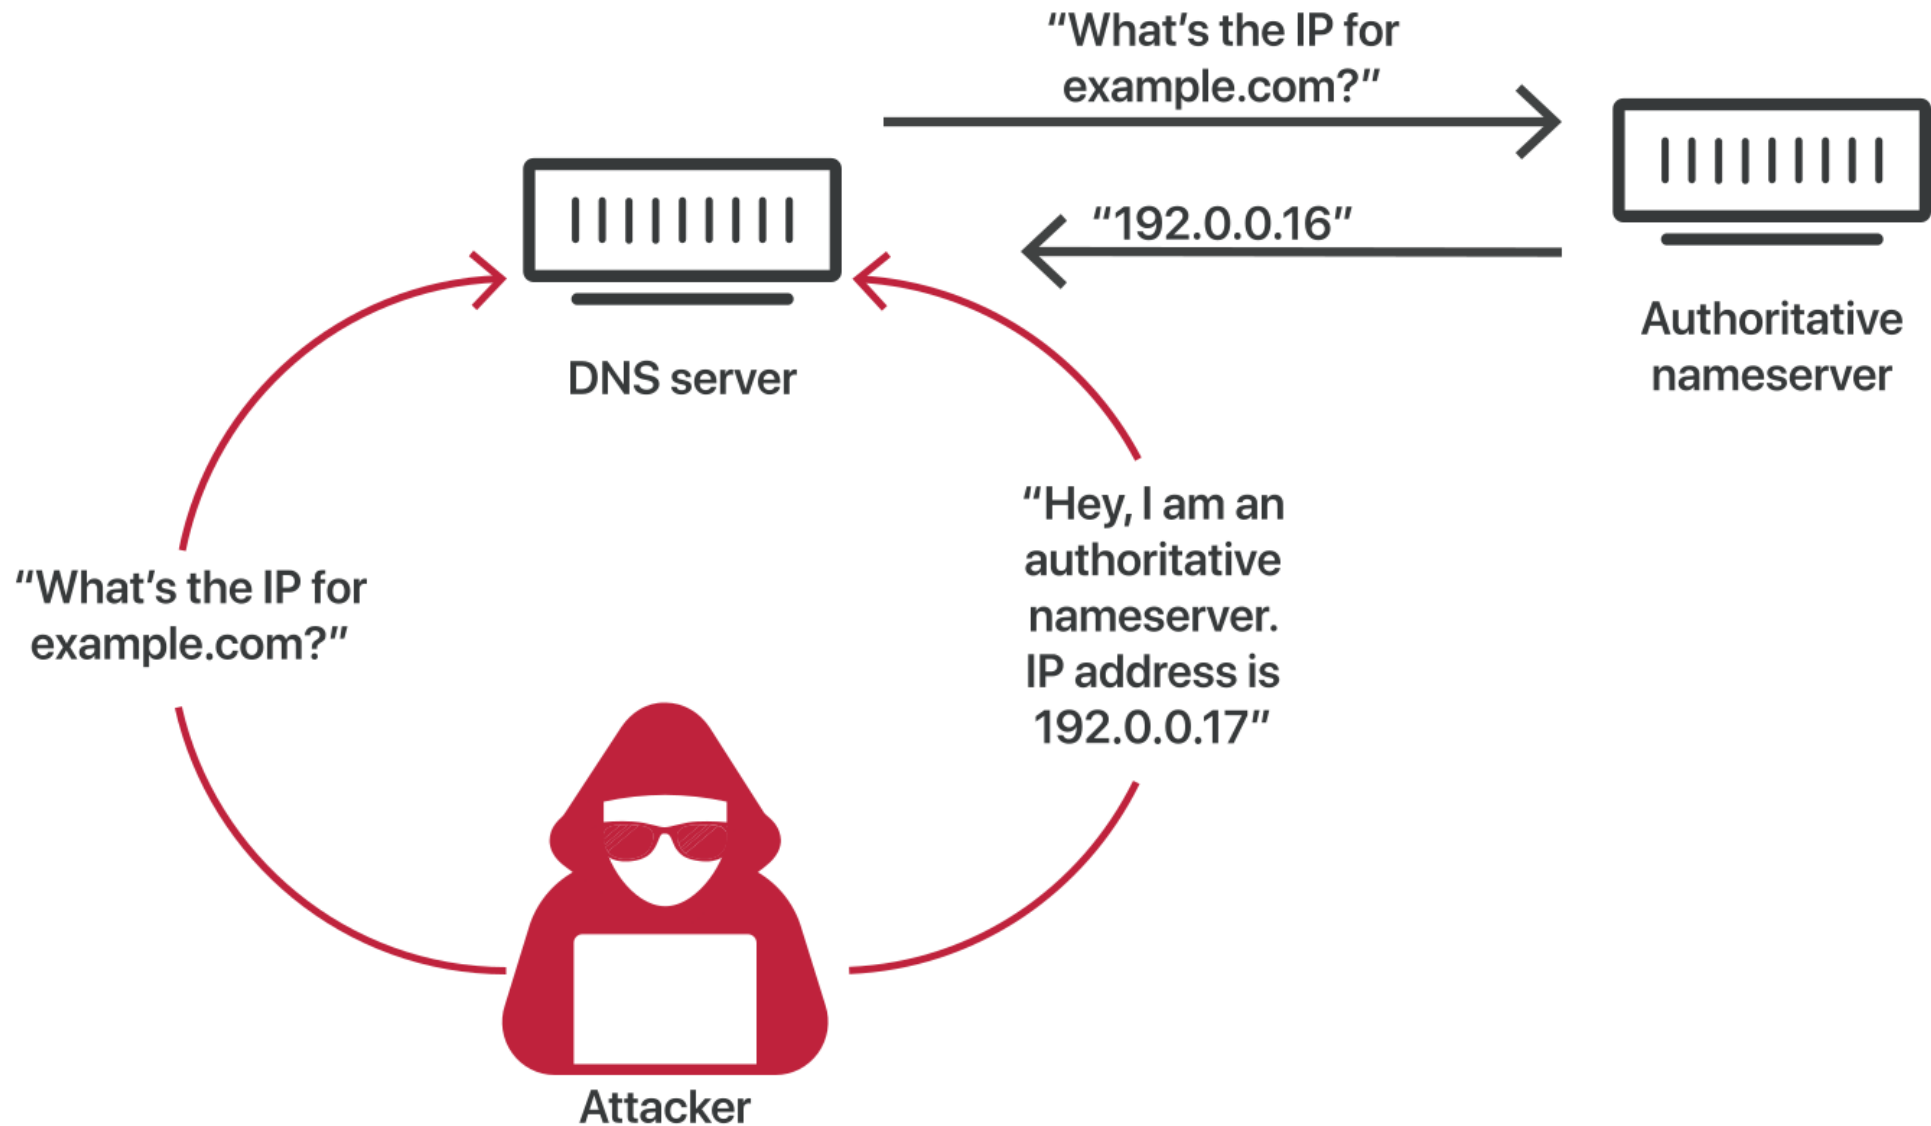 “What’s the IP for
example.com?”
“192.0.0.16”
DNS server
Authoritative
nameserver
“What’s the IP for
example.com?”
“Hey, I am an
authoritative
nameserver.
IP address is
192.0.0.17”
Attacker